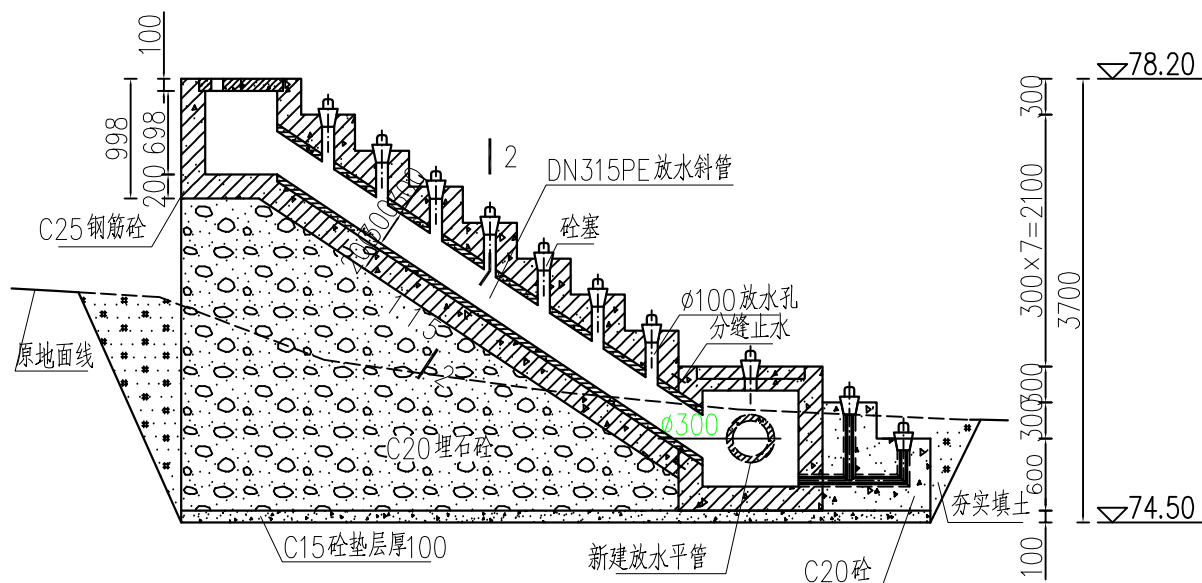 100
78.20
998
698
200
300
2
DN315PE放水斜管
C25钢筋砼
砼塞
300×7=2100
3700
ø100放水孔
分缝止水
原地面线
ø300
C20埋石砼
300
300
600
夯实填土
74.50
C15砼垫层厚100
新建放水平管
C20砼
100
2